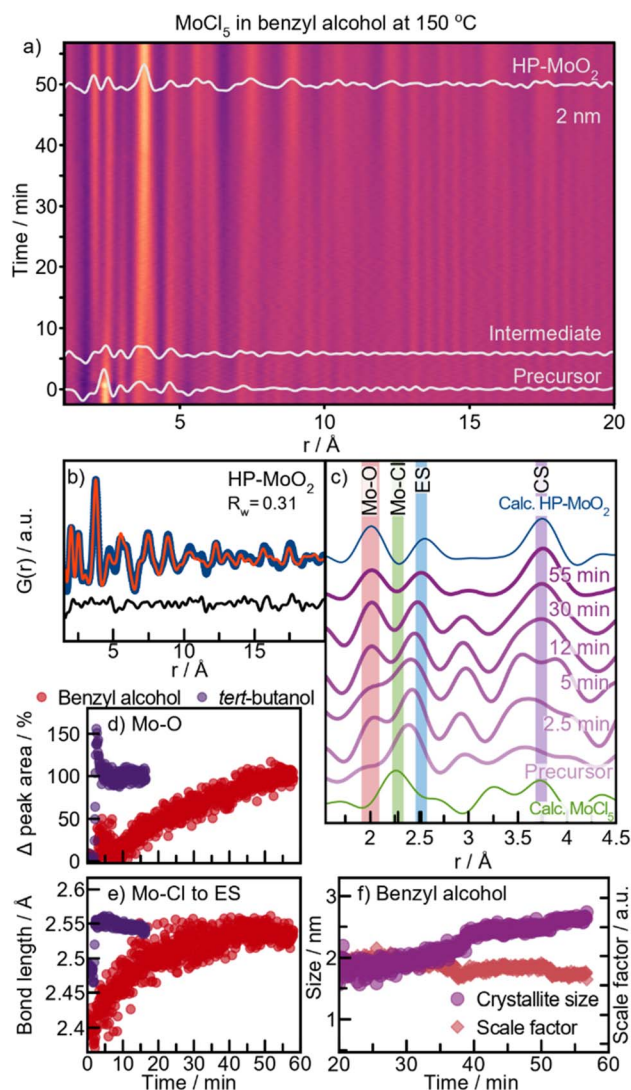 MoCl₅ in benzyl alcohol at 150 °C
a)
HP-MoO₂
2 nm
Intermediate
Precursor
Time / min
50
40
30
20
10
0
5
10
15
20
r / Å
b)
HP-MoO₂
R_w = 0.31
G(r) / a.u.
5
10
15
r / Å
c)
Mo-O
Mo-Cl
ES
CS
Calc. HP-MoO₂
55 min
30 min
12 min
5 min
2.5 min
Precursor
Calc. MoCl₅
2
2.5
3
3.5
4
4.5
r / Å
Benzyl alcohol
tert-butanol
d) Mo-O
Δ peak area / %
150
100
50
0
e) Mo-Cl to ES
Bond length / Å
2.6
2.55
2.5
2.45
2.4
0
10
20
30
40
50
60
Time / min
f) Benzyl alcohol
Size / nm
3
2
1
Crystallite size
Scale factor
Scale factor / a.u.
20
30
40
50
60
Time / min